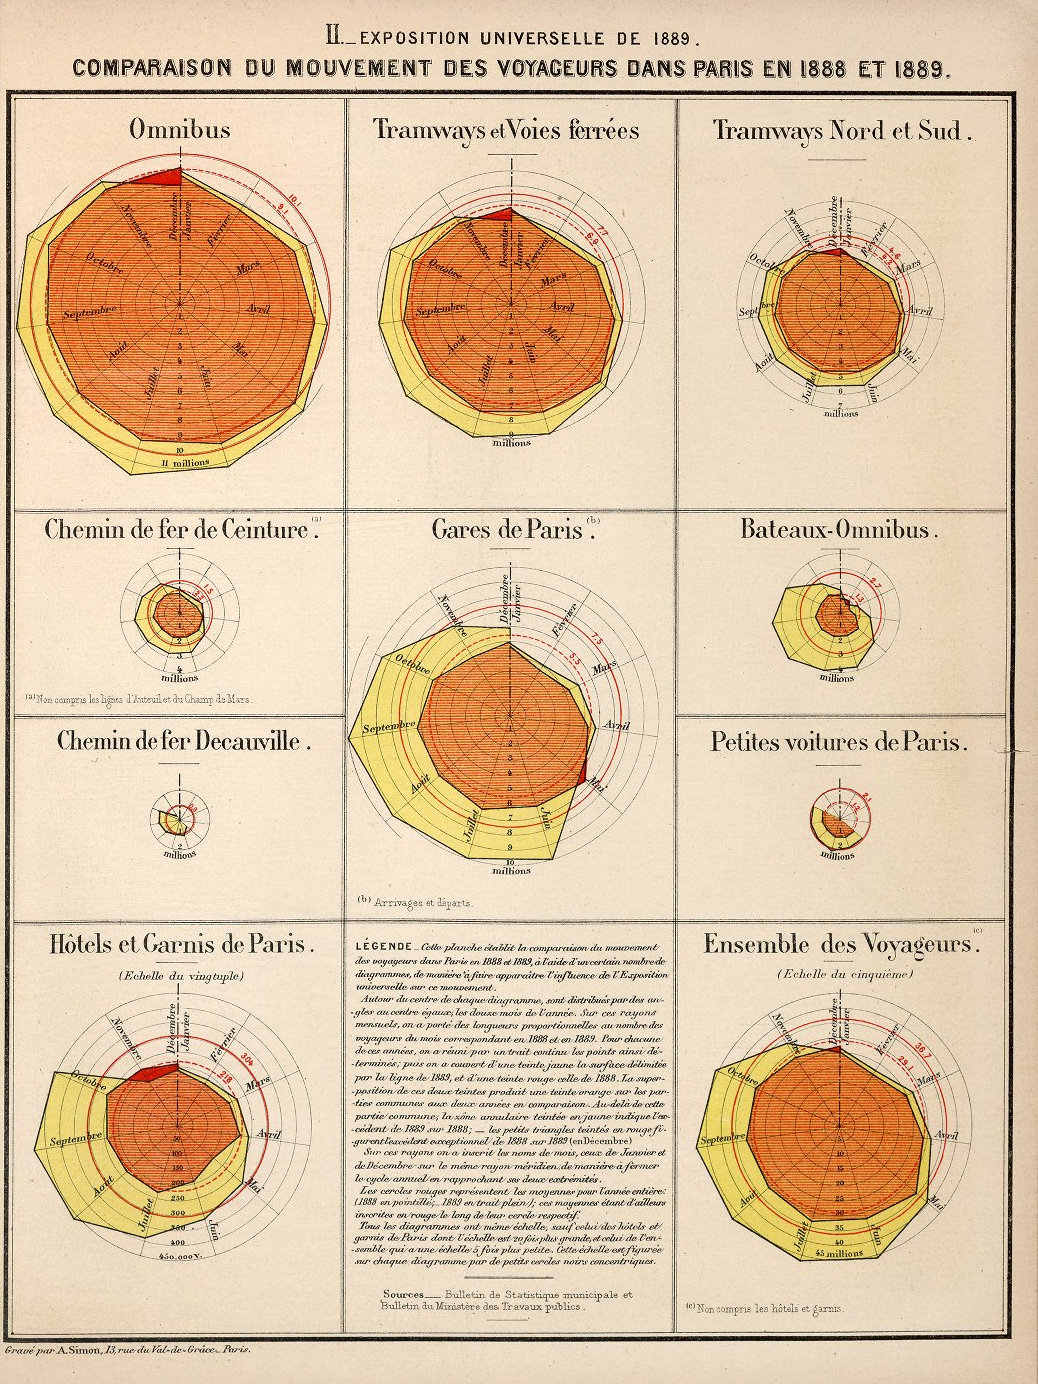 II._EXPOSITION UNIVERSELLE DE 1889.
COMPARAISON DU MOUVEMENT DES VOYAGEURS DANS PARIS EN 1888 ET 1889.
Omnibus
10.1
9.1
Décembre
Janvier
Février
Mars
Avril
Mai
Juin
Juillet
Août
Septembre
Octobre
Novembre
1
2
3
4
5
6
7
8
9
10
11 millions
Tramways et Voies ferrées
7.7
6.9
Décembre
Janvier
Février
Mars
Avril
Mai
Juin
Juillet
Août
Septembre
Octobre
Novembre
1
2
3
4
5
6
7
8
9
millions
Tramways Nord et Sud.
4.6
4.2
Décembre
Janvier
Février
Mars
Avril
Mai
Juin
Juillet
Août
Septbre
Octobre
Novembre
1
2
3
4
5
6
7
millions
Chemin de fer de Ceinture (a).
1.5
2
3
4
millions
(a) Non compris les lignes d'Auteuil et du Champ de Mars.
Gares de Paris (b).
7.5
5.5
Décembre
Janvier
Février
Mars
Avril
Mai
Juin
Juillet
Août
Septembre
Octobre
Novembre
1
2
3
4
5
6
7
8
9
10
millions
(b) Arrivages et départs.
Bateaux-Omnibus.
2.7
1.3
1
2
3
4
millions
Chemin de fer Decauville.
1
2
millions
Petites voitures de Paris.
2.1
1.2
1
2
millions
Hôtels et Garnis de Paris.
(Echelle du vingtuple)
304
218
Décembre
Janvier
Février
Mars
Avril
Mai
Juin
Juillet
Août
Septembre
Octobre
Novembre
50
100
150
200
250
300
350
400
450.000 v.
LÉGENDE _ Cette planche établit la comparaison du mouvement
des voyageurs dans Paris en 1888 et 1889, à l'aide d'un certain nombre de
diagrammes, de manière à faire apparaître l'influence de l'Exposition
universelle sur ce mouvement.
Autour du centre de chaque diagramme, sont distribués par des an-
-gles au centre égaux, les douze mois de l'année. Sur ces rayons
mensuels, on a porté des longueurs proportionnelles au nombre des
voyageurs du mois correspondant en 1888 et en 1889. Pour chacune
de ces années, on a réuni par un trait continu les points ainsi dé-
-terminés; puis on a couvert d'une teinte jaune la surface délimitée
par la ligne de 1889, et d'une teinte rouge celle de 1888. La super-
-position de ces deux teintes produit une teinte orange sur les par-
-ties communes aux deux années en comparaison. Au-delà de cette
partie commune, la zône annulaire teintée en jaune indique l'ex-
-cédent de 1889 sur 1888; _ les petits triangles teintés en rouge fi-
-gurent l'excédent exceptionnel de 1888 sur 1889 (en Décembre)
Sur ces rayons on a inscrit les noms de mois, ceux de Janvier et
de Décembre sur le même rayon méridien, de manière à fermer
le cycle annuel en rapprochant ses deux extrémités.
Les cercles rouges représentent les moyennes pour l'année entière:
(1888 en pointillé;_ 1889 en trait plein); ces moyennes étant d'ailleurs
inscrites en rouge le long de leur cercle respectif.
Tous les diagrammes ont même échelle, sauf celui des hôtels et
garnis de Paris dont l'échelle est 20 fois plus grande, et celui de l'en-
-semble qui a une échelle 5 fois plus petite. Cette échelle est figurée
sur chaque diagramme par de petits cercles noirs concentriques.
Sources_ Bulletin de Statistique municipale et
Bulletin du Ministère des Travaux publics.
Ensemble des Voyageurs. (c)
(Echelle du cinquième)
36.7
29.1
Décembre
Janvier
Février
Mars
Avril
Mai
Juin
Juillet
Août
Septembre
Octobre
Novembre
5
10
15
20
25
30
35
40
45 millions
(c) Non compris les hôtels et garnis.
Gravé par A. Simon, 13, rue du Val-de-Grâce_ Paris.